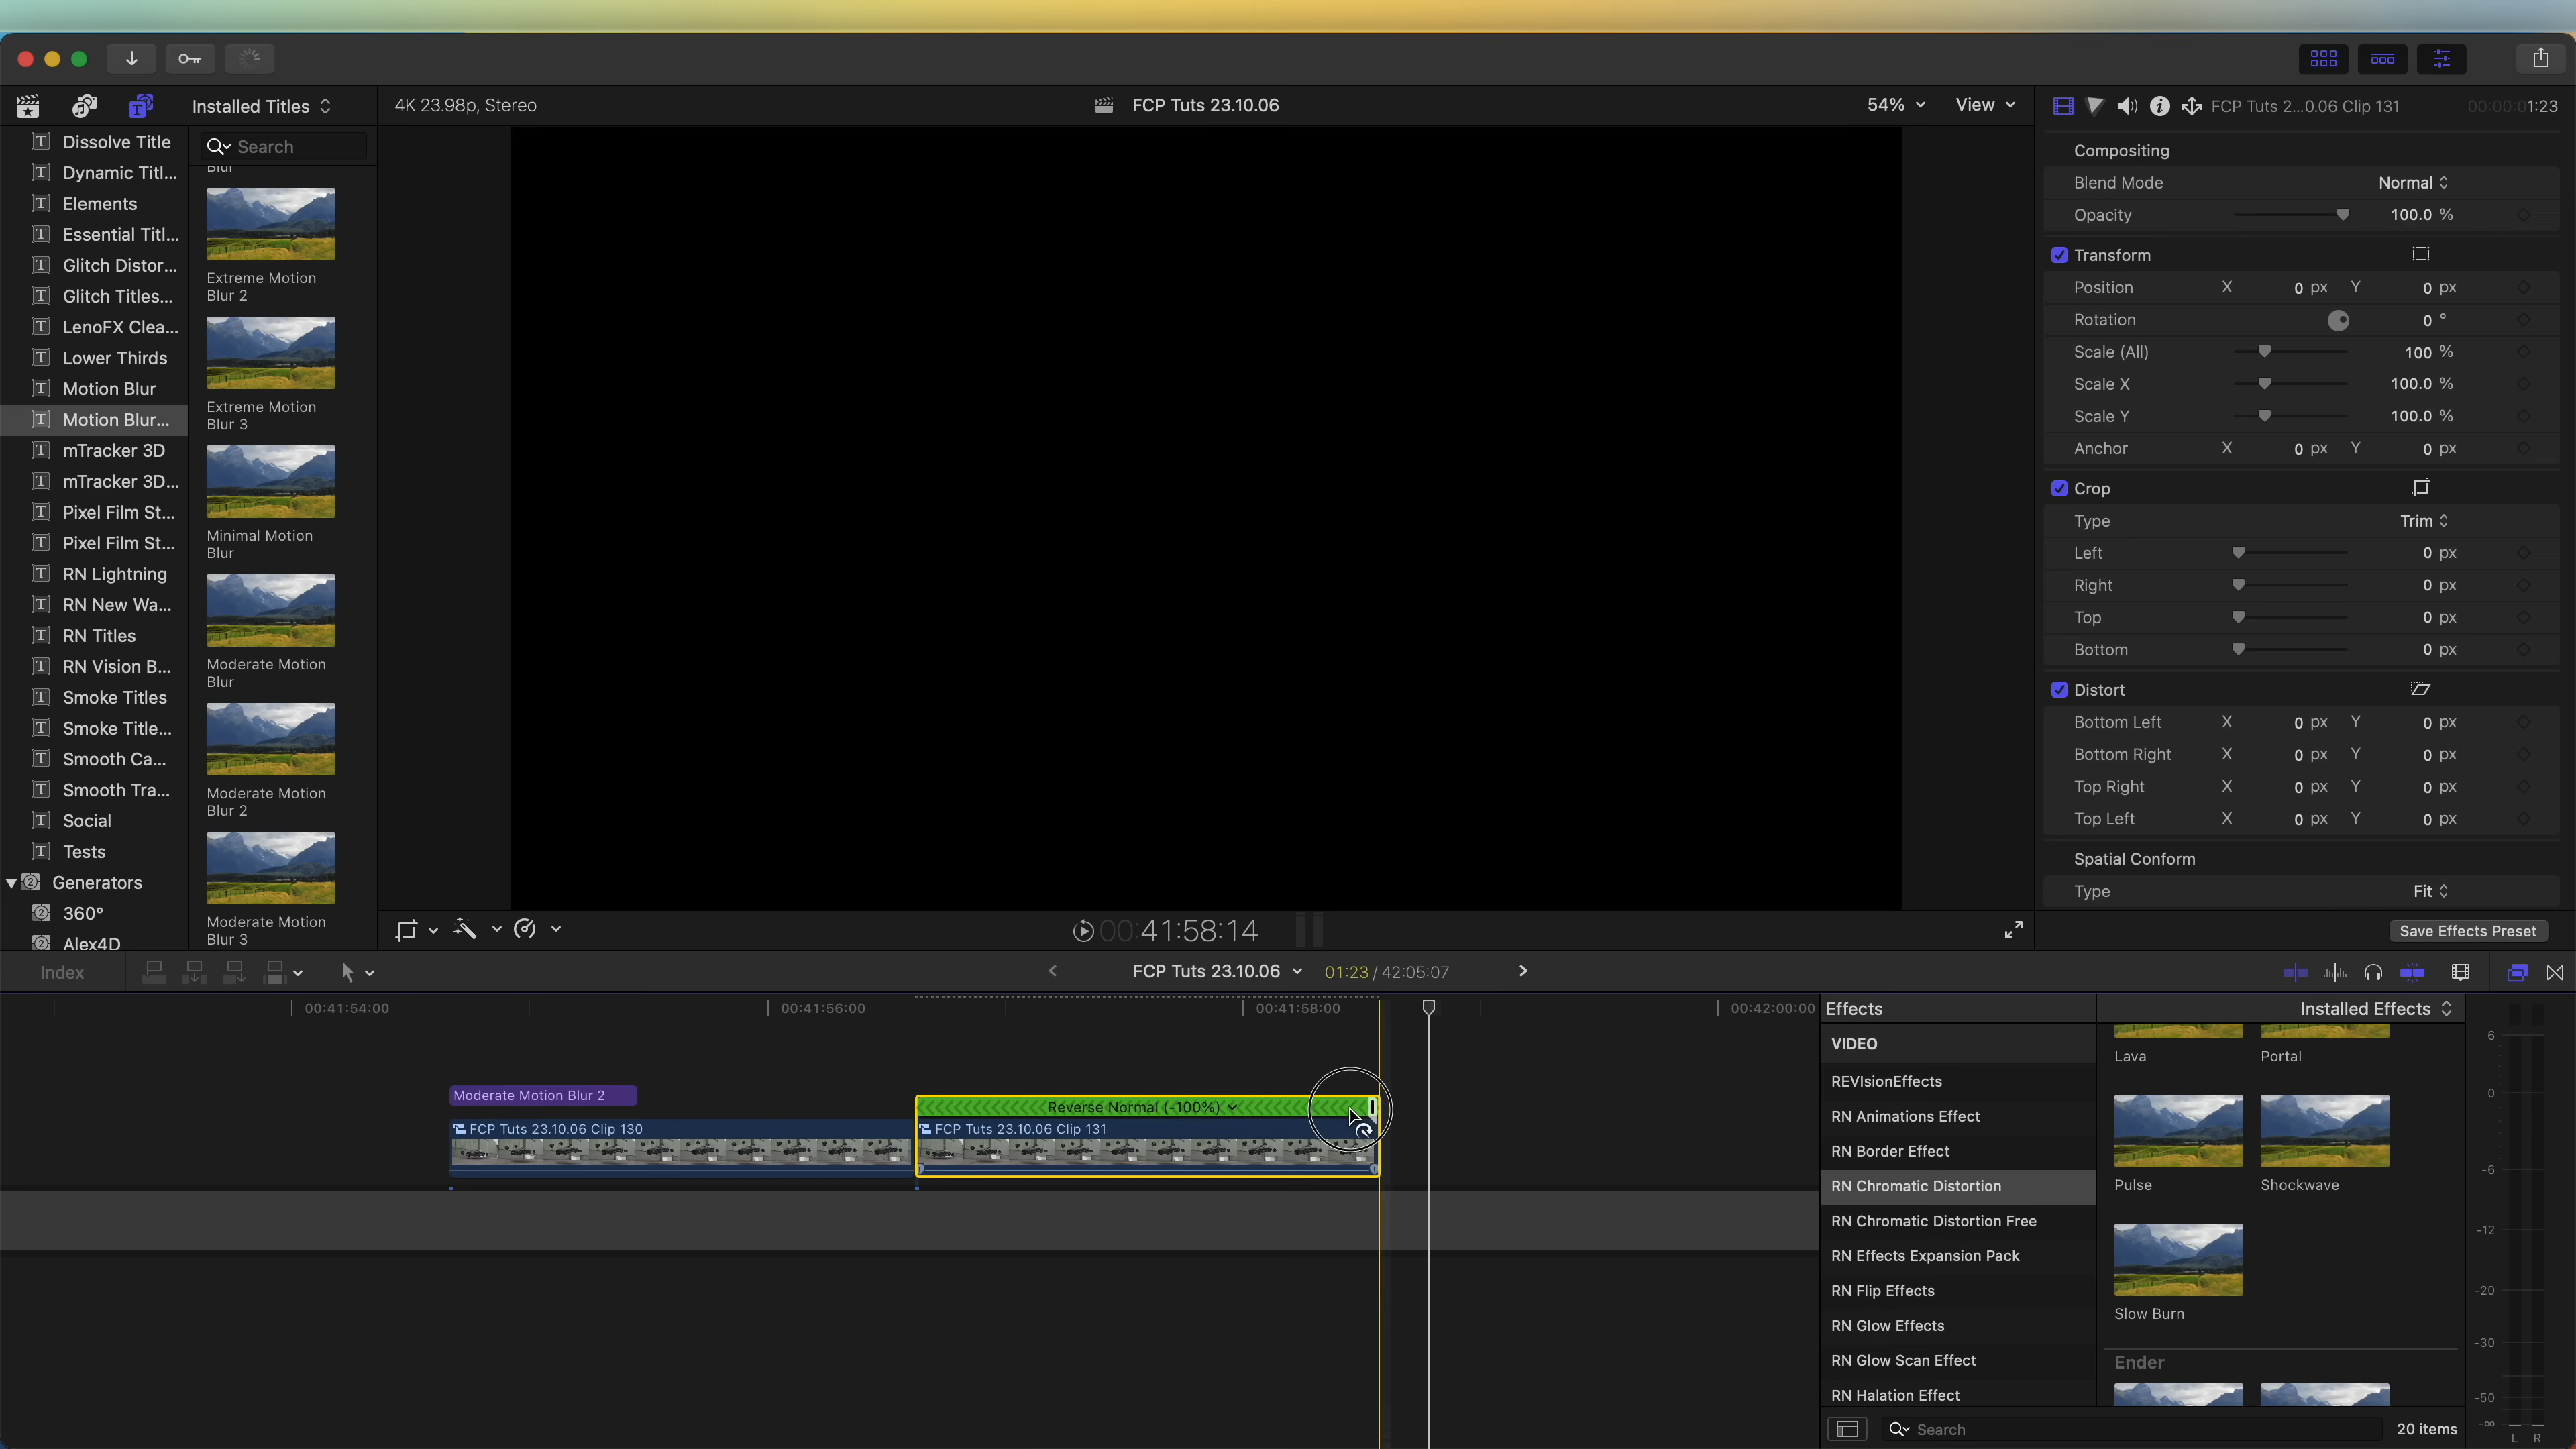 Installed Titles
4K 23.98p, Stereo
FCP Tuts 23.10.06
54%
View
FCP Tuts 2...0.06 Clip 131
00:00:01:23
Dissolve Title
Dynamic Titl...
Elements
Essential Titl...
Glitch Distor...
Glitch Titles...
LenoFX Clea...
Lower Thirds
Motion Blur
Motion Blur...
mTracker 3D
mTracker 3D...
Pixel Film St...
Pixel Film St...
RN Lightning
RN New Wa...
RN Titles
RN Vision B...
Smoke Titles
Smoke Title...
Smooth Ca...
Smooth Tra...
Social
Tests
Generators
360°
Alex4D
Search
Blur
Extreme Motion
Blur 2
Extreme Motion
Blur 3
Minimal Motion
Blur
Moderate Motion
Blur
Moderate Motion
Blur 2
Moderate Motion
Blur 3
00:41:58:14
Compositing
Blend Mode Normal
Opacity 100.0 %
Transform
Position X 0 px Y 0 px
Rotation 0 °
Scale (All) 100 %
Scale X 100.0 %
Scale Y 100.0 %
Anchor X 0 px Y 0 px
Crop
Type Trim
Left 0 px
Right 0 px
Top 0 px
Bottom 0 px
Distort
Bottom Left X 0 px Y 0 px
Bottom Right X 0 px Y 0 px
Top Right X 0 px Y 0 px
Top Left X 0 px Y 0 px
Spatial Conform
Type Fit
Save Effects Preset
Index
FCP Tuts 23.10.06
01:23 / 42:05:07
00:41:54:00
00:41:56:00
00:41:58:00
00:42:00:00
Moderate Motion Blur 2
Reverse Normal (-100%)
FCP Tuts 23.10.06 Clip 130
FCP Tuts 23.10.06 Clip 131
Effects
Installed Effects
VIDEO
REVisionEffects
RN Animations Effect
RN Border Effect
RN Chromatic Distortion
RN Chromatic Distortion Free
RN Effects Expansion Pack
RN Flip Effects
RN Glow Effects
RN Glow Scan Effect
RN Halation Effect
Lava
Portal
Pulse
Shockwave
Slow Burn
Ender
Search
20 items
6
0
-6
-12
-20
-30
-50
-∞
L R